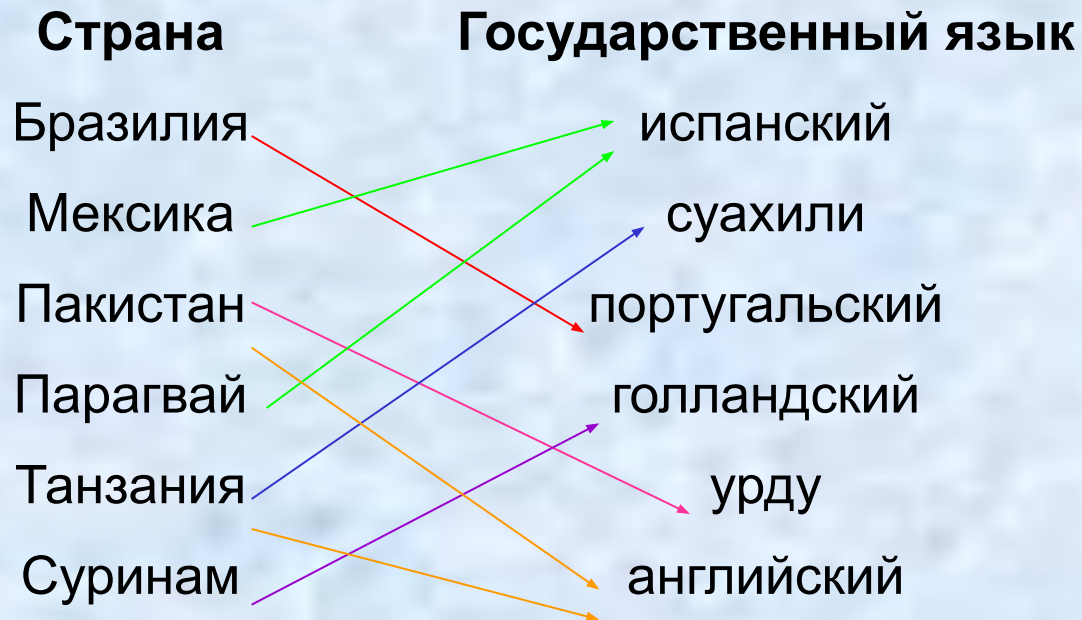 Страна Государственный язык
Бразилия испанский
Мексика суахили
Пакистан португальский
Парагвай голландский
Танзания урду
Суринам английский